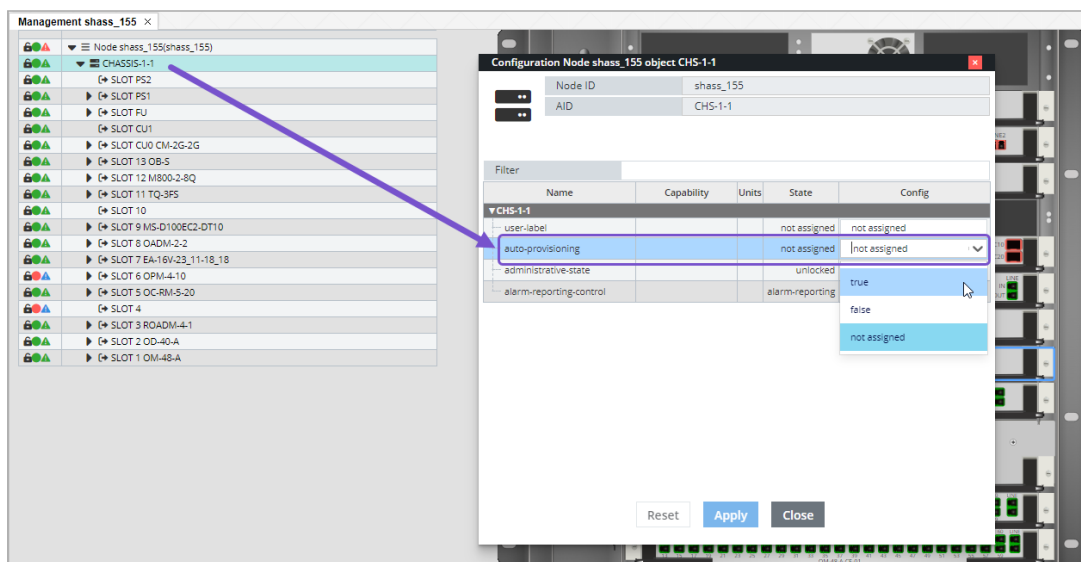 Management shass_155 ×
Node shass_155(shass_155)
CHASSIS-1-1
SLOT PS2
SLOT PS1
SLOT FU
SLOT CU1
SLOT CU0 CM-2G-2G
SLOT 13 OB-S
SLOT 12 M800-2-8Q
SLOT 11 TQ-3FS
SLOT 10
SLOT 9 MS-D100EC2-DT10
SLOT 8 OADM-2-2
SLOT 7 EA-16V-23_11-18_18
SLOT 6 OPM-4-10
SLOT 5 OC-RM-5-20
SLOT 4
SLOT 3 ROADM-4-1
SLOT 2 OD-40-A
SLOT 1 OM-48-A
Configuration Node shass_155 object CHS-1-1
Node ID shass_155
AID CHS-1-1
Filter
Name Capability Units State Config
CHS-1-1
user-label not assigned not assigned
auto-provisioning not assigned not assigned
administrative-state unlocked
alarm-reporting-control alarm-reporting
true
false
not assigned
Reset Apply Close